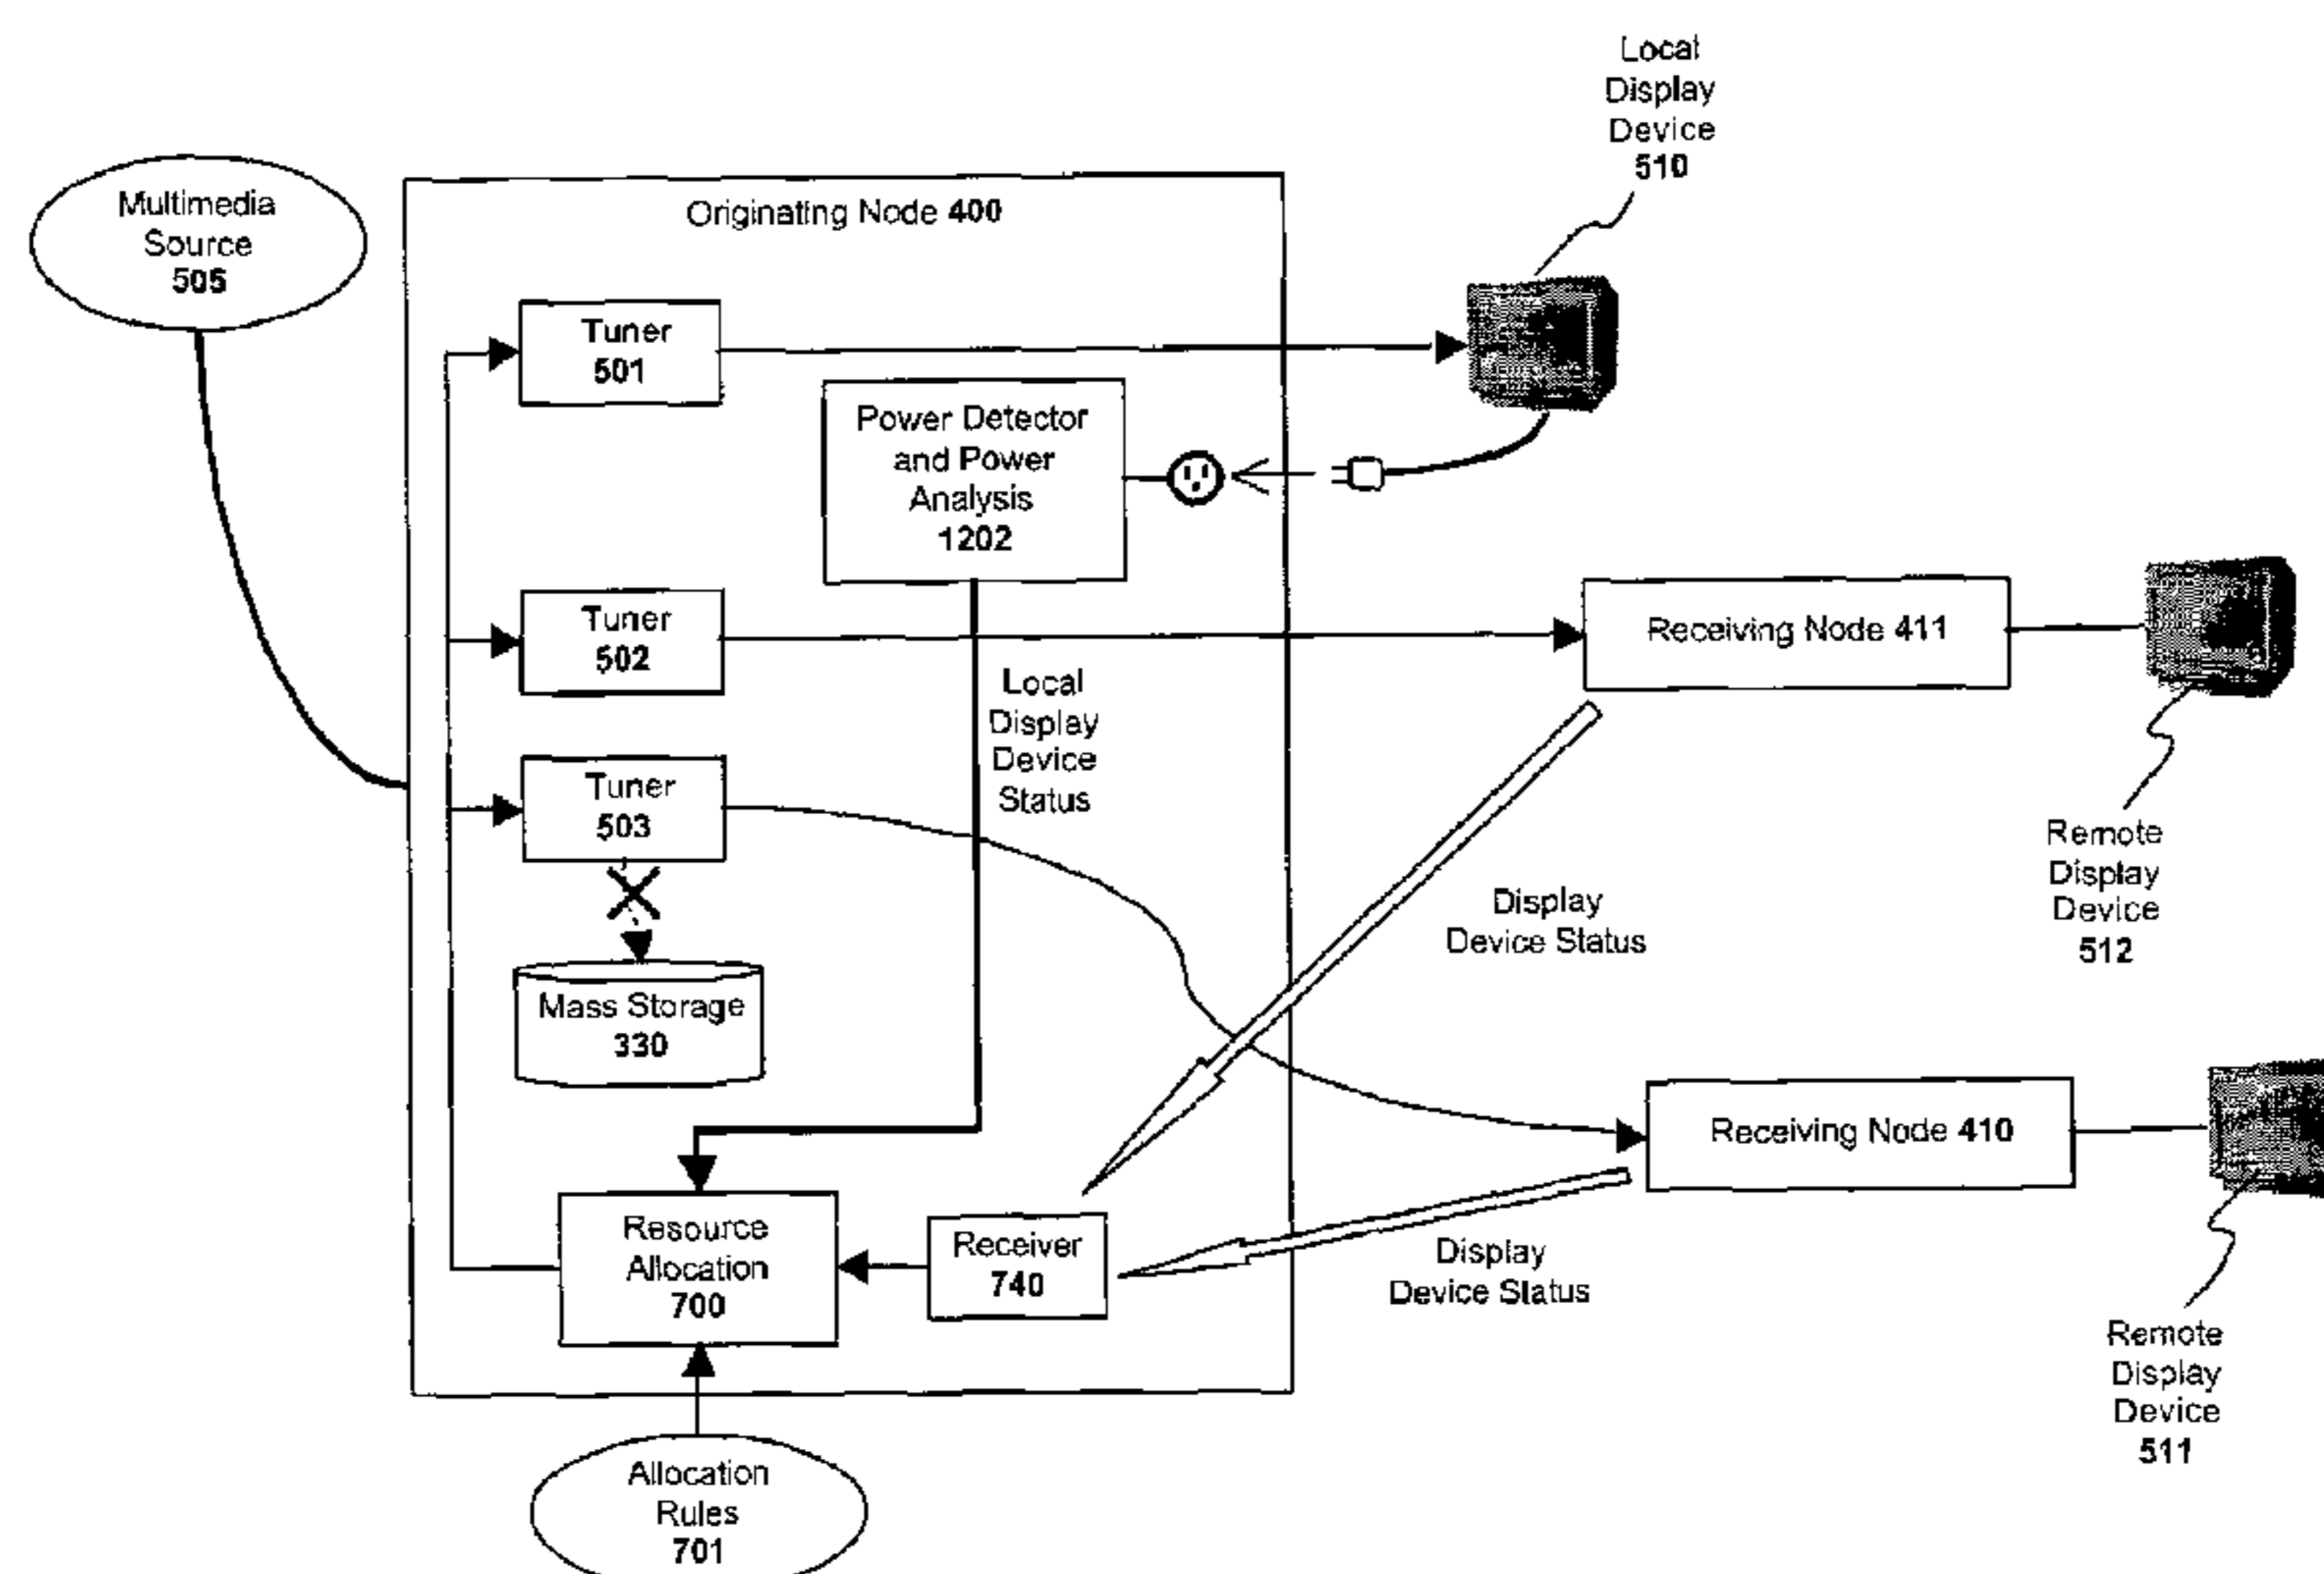 Local
Display
Device
510
Multimedia
Source
505
Originating Node 400
Tuner
501
Power Detector
and Power
Analysis
1202
Tuner
502
Receiving Node 411
Local
Display
Device
Status
Tuner
503
Remote
Display
Device
512
Display
Device Status
Mass Storage
330
Receiving Node 410
Resource
Allocation
700
Receiver
740
Display
Device Status
Remote
Display
Device
511
Allocation
Rules
701